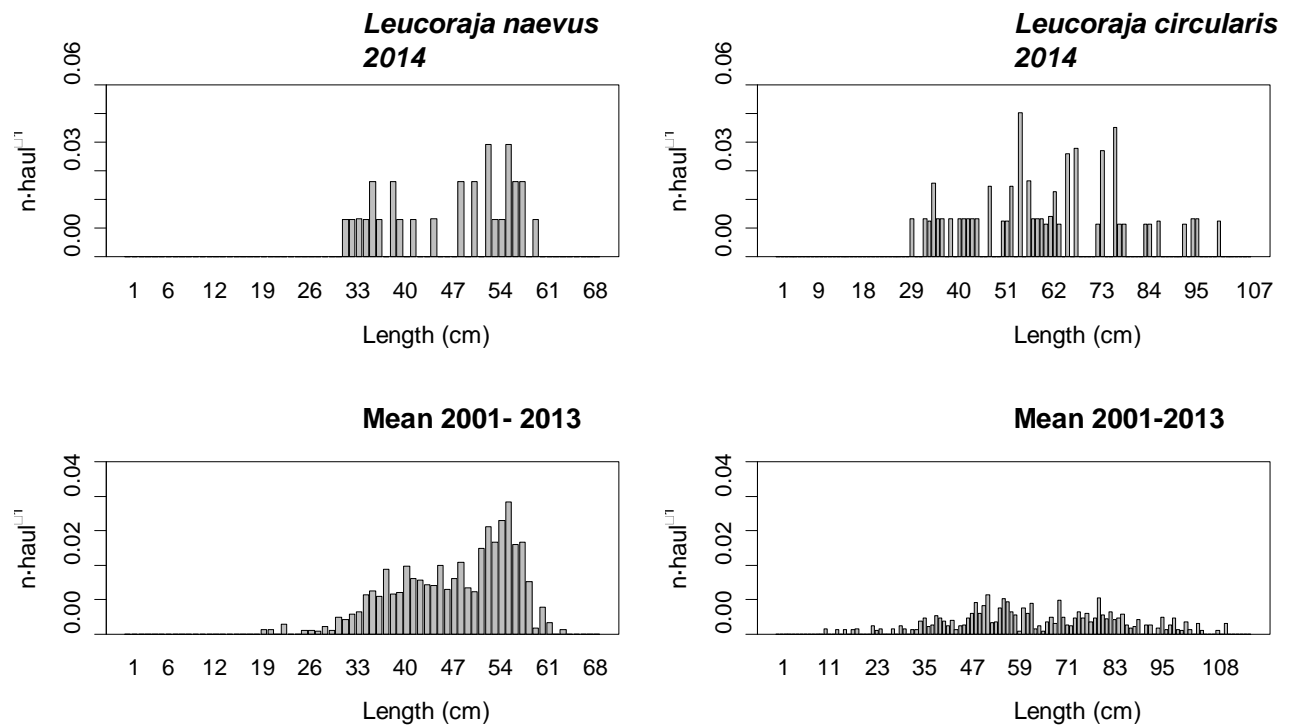 Leucoraja naevus
2014
0.06
0.03
0.00
n·haul
1 6 12 19 26 33 40 47 54 61 68
Length (cm)
Leucoraja circularis
2014
0.06
0.03
0.00
n·haul
1 9 18 29 40 51 62 73 84 95 107
Length (cm)
Mean 2001- 2013
0.04
0.02
0.00
n·haul
1 6 12 19 26 33 40 47 54 61 68
Length (cm)
Mean 2001-2013
0.04
0.02
0.00
n·haul
1 11 23 35 47 59 71 83 95 108
Length (cm)